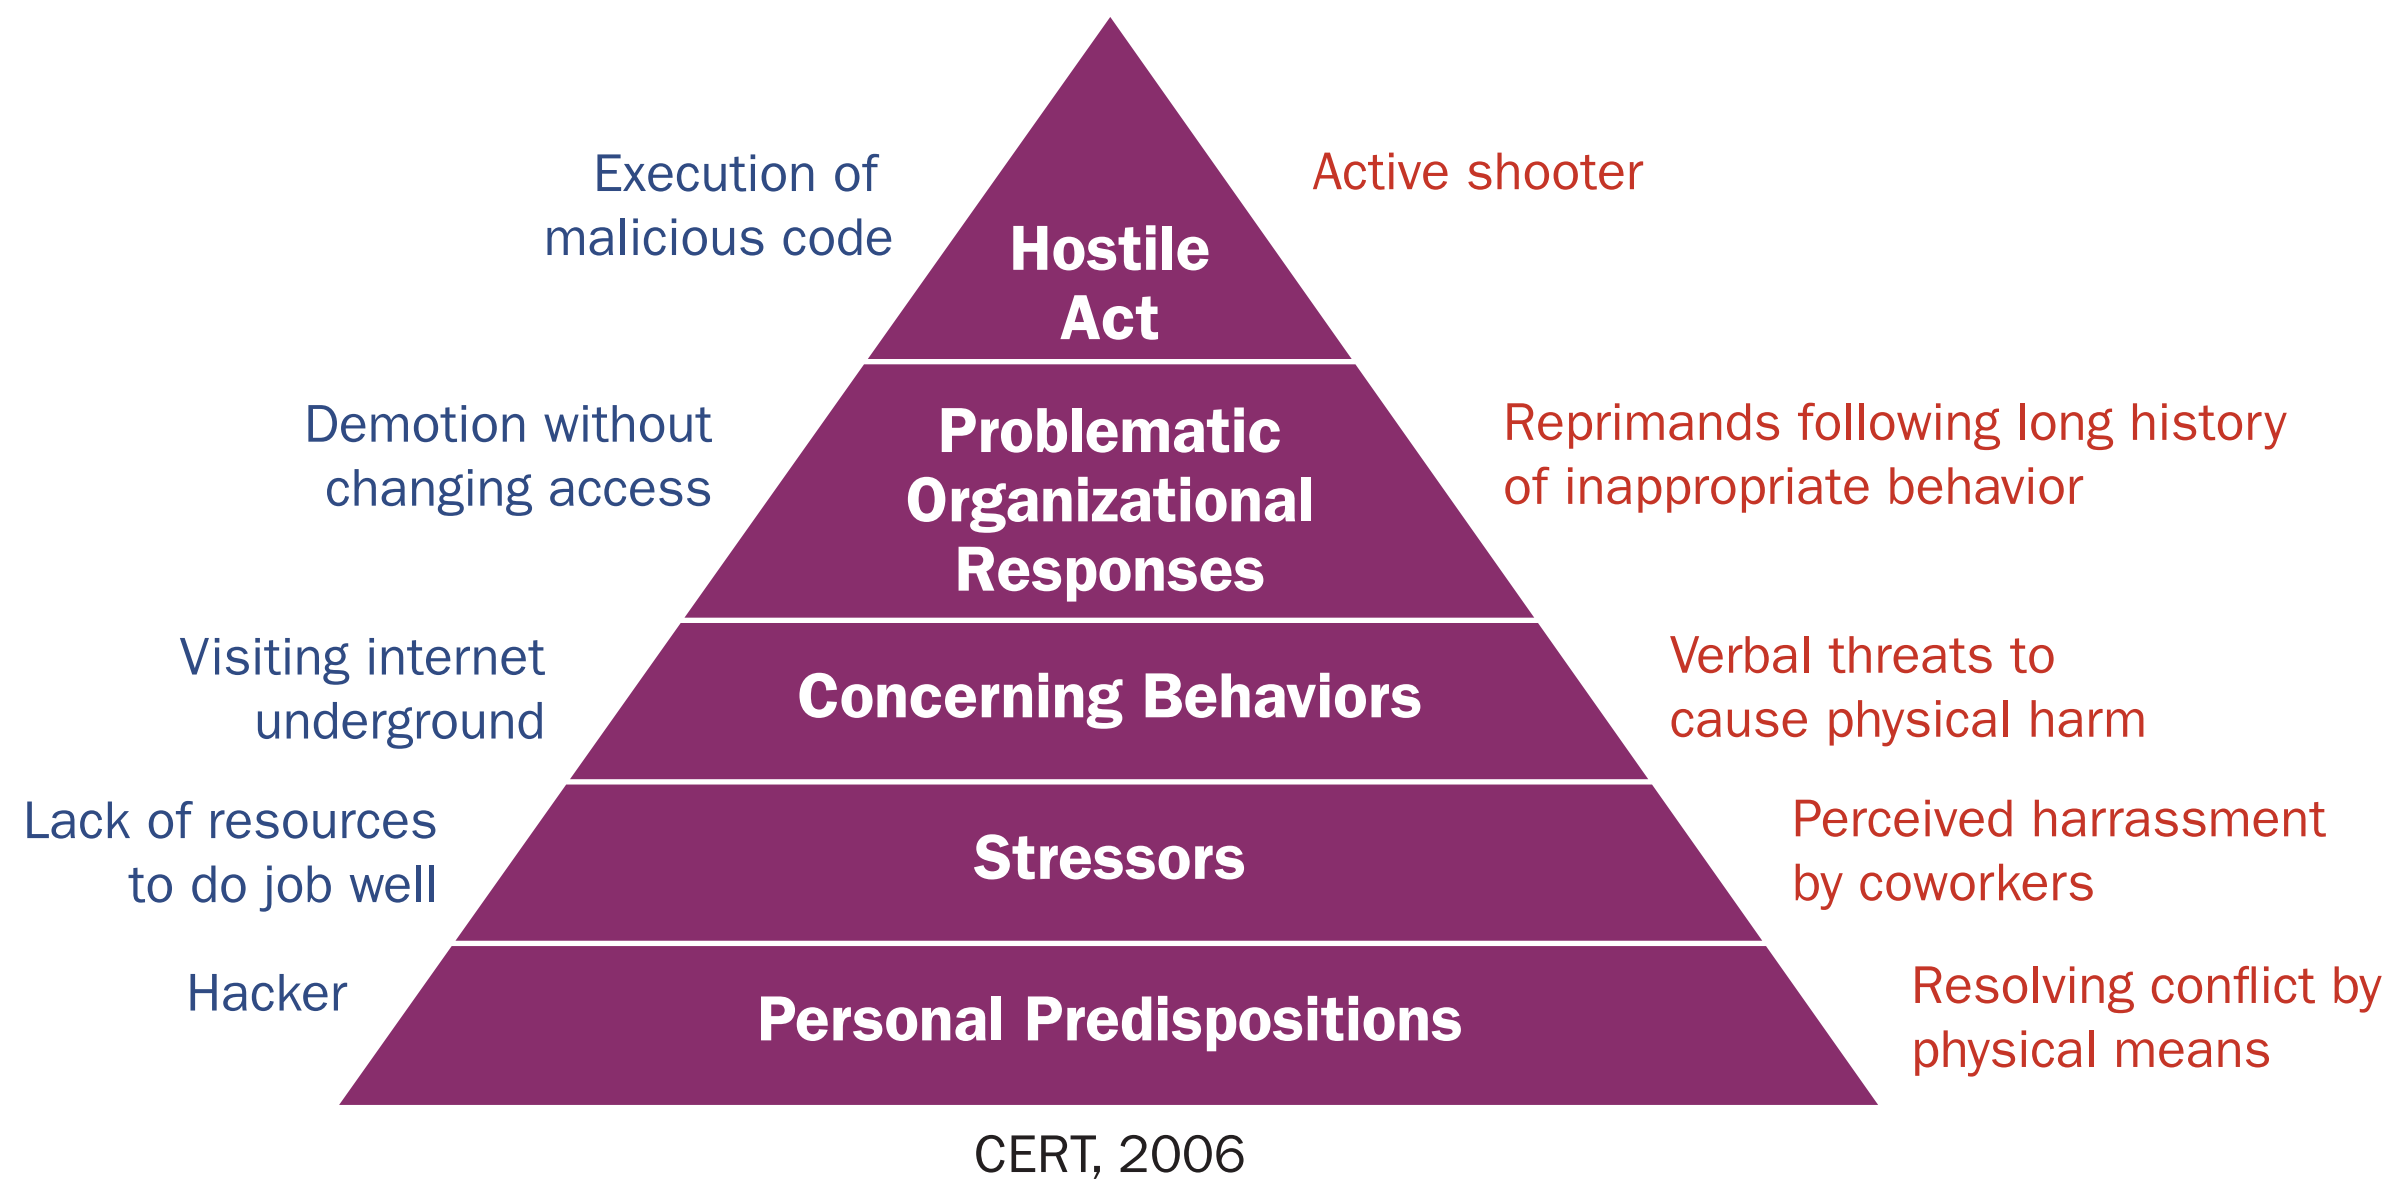 Execution of
malicious code
Hostile
Act
Active shooter
Demotion without
changing access
Problematic
Organizational
Responses
Reprimands following long history
of inappropriate behavior
Visiting internet
underground
Concerning Behaviors
Verbal threats to
cause physical harm
Lack of resources
to do job well
Stressors
Perceived harrassment
by coworkers
Hacker
Personal Predispositions
Resolving conflict by
physical means
CERT, 2006